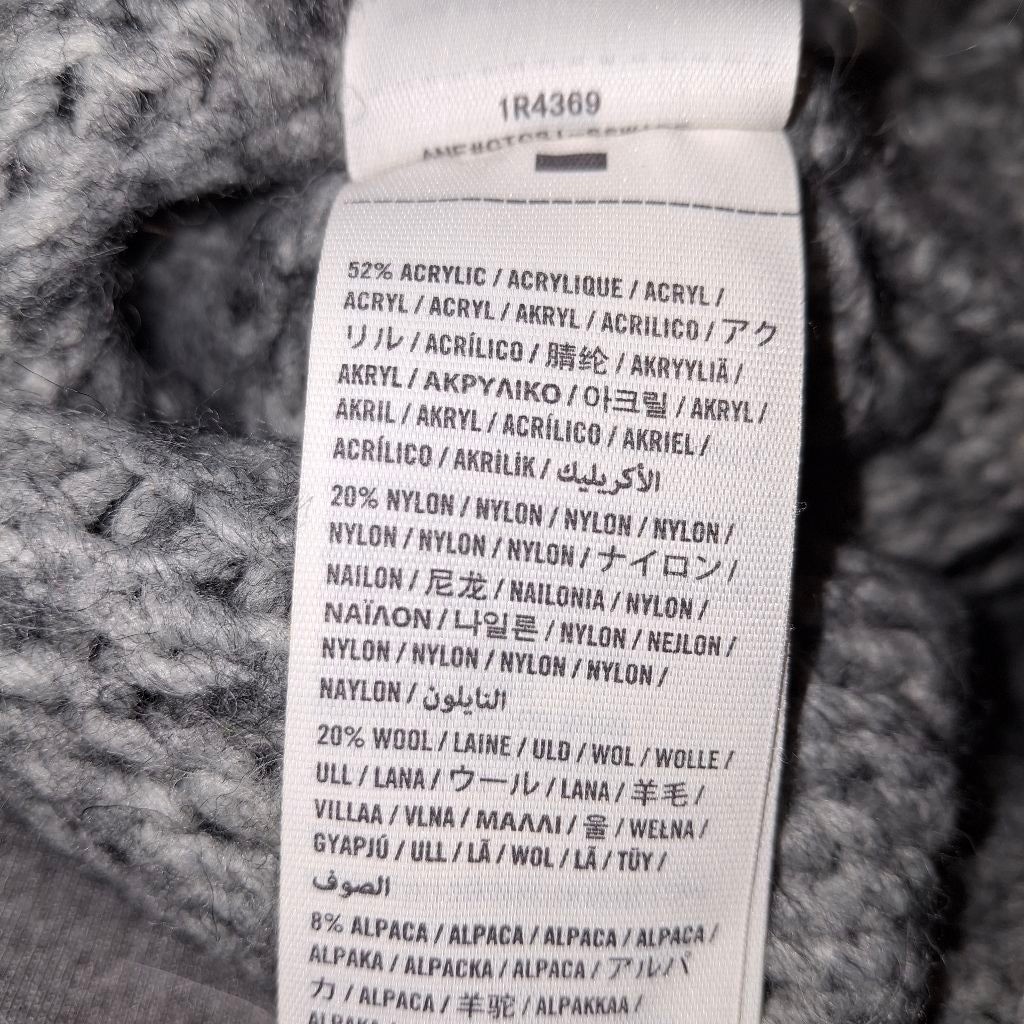 1R4369
52% ACRYLIC / ACRYLIQUE / ACRYL /
ACRYL / ACRYL / AKRYL / ACRILICO / アク
リル / ACRÍLICO / 腈纶 / AKRYYLIÄ /
AKRYL / ΑΚΡΥΛΙΚΟ / 아크릴 / AKRYL /
AKRIL / AKRYL / ACRÍLICO / AKRIEL /
ACRÍLICO / AKRİLİK / الأكريليك
20% NYLON / NYLON / NYLON / NYLON /
NYLON / NYLON / NYLON / ナイロン /
NAILON / 尼龙 / NAILONIA / NYLON /
ΝΑΪΛΟΝ / 나일론 / NYLON / NEJLON /
NYLON / NYLON / NYLON / NYLON /
NAYLON / النايلون
20% WOOL / LAINE / ULD / WOL / WOLLE /
ULL / LANA / ウール / LANA / 羊毛 /
VILLAA / VLNA / ΜΑΛΛΙ / 울 / WEŁNA /
GYAPJÚ / ULL / LÃ / WOL / LÃ / TÜY /
الصوف
8% ALPACA / ALPACA / ALPACA / ALPACA /
ALPAKA / ALPACKA / ALPACA / アルパ
カ / ALPACA / 羊驼 / ALPAKKAA /